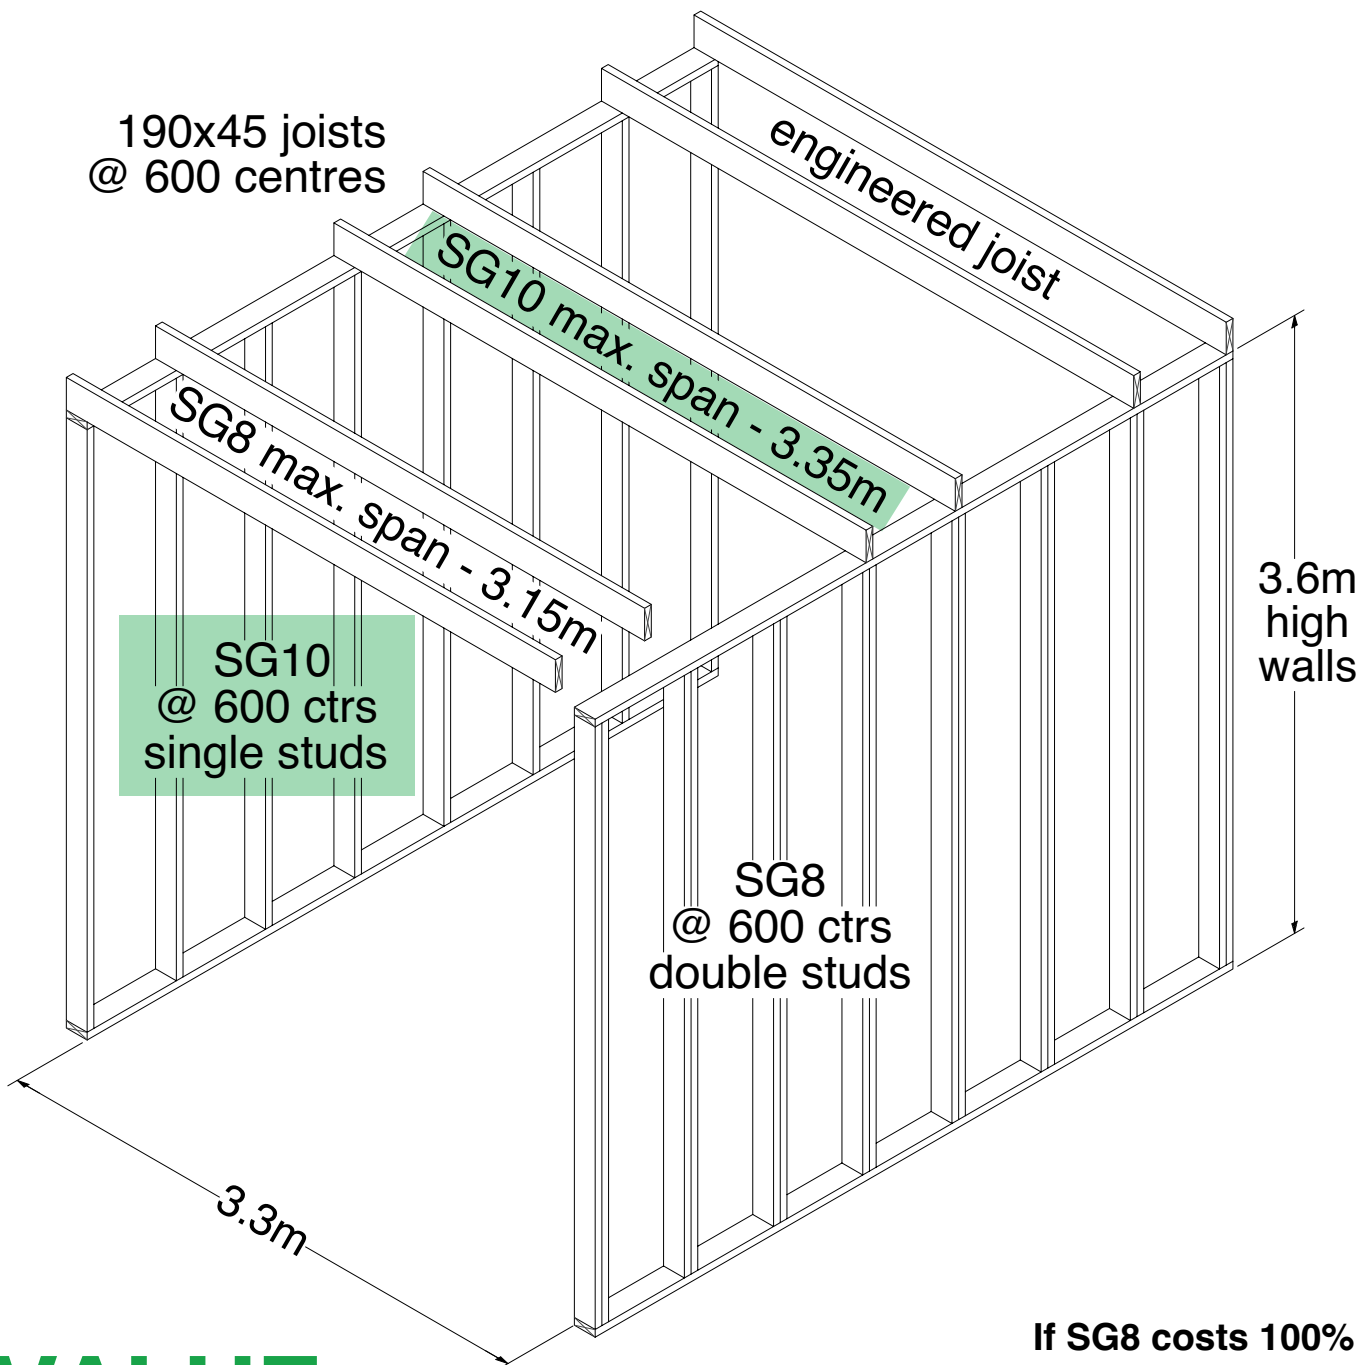 190x45 joists
@ 600 centres
engineered joist
SG10 max. span - 3.35m
SG8 max. span - 3.15m
SG10
@ 600 ctrs
single studs
3.6m
high
walls
SG8
@ 600 ctrs
double studs
3.3m
If SG8 costs 100%
VALUE